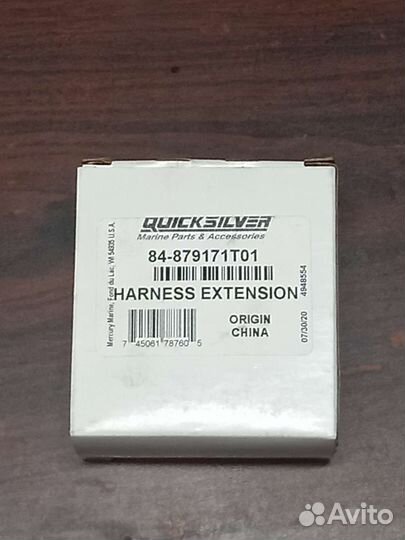 QUICKSILVER
Marine Parts & Accessories
84-879171T01
HARNESS EXTENSION
7 45061 78760 5
ORIGIN
CHINA
Mercury Marine, Fond du Lac, WI 54935 U.S.A.
07/30/20 4948554
Avito